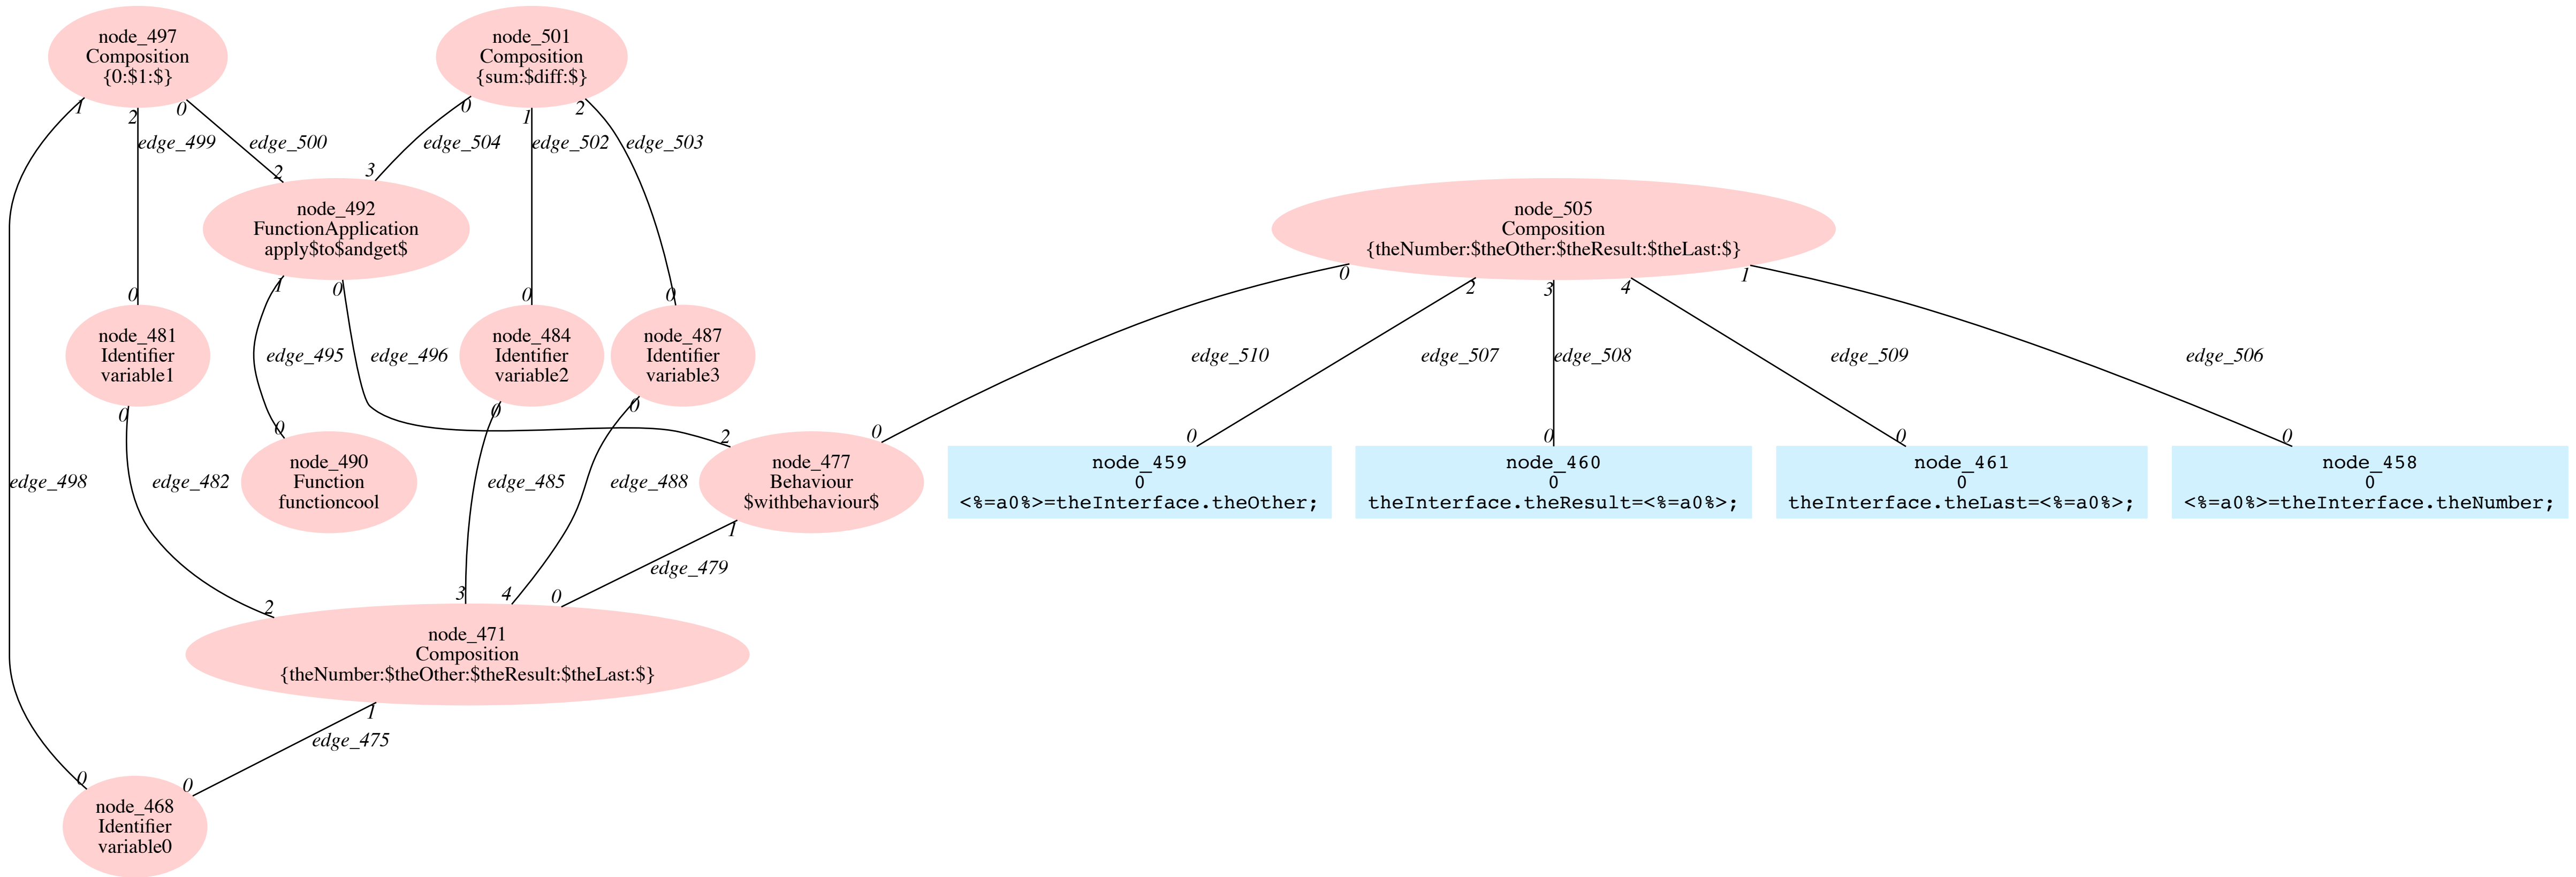 node_497
Composition
{0:$1:$}
node_501
Composition
{sum:$diff:$}
1
2
0
0
1
2
edge_499
edge_500
edge_504
edge_502
edge_503
2
3
node_492
FunctionApplication
apply$to$andget$
node_505
Composition
{theNumber:$theOther:$theResult:$theLast:$}
1
0
0
2
3
4
1
0
0
0
node_481
Identifier
variable1
edge_495
edge_496
node_484
Identifier
variable2
node_487
Identifier
variable3
edge_510
edge_507
edge_508
edge_509
edge_506
0
0
0
0
2
0
0
0
0
0
edge_498
edge_482
node_490
Function
functioncool
edge_485
edge_488
node_477
Behaviour
$withbehaviour$
node_459
0
<%=a0%>=theInterface.theOther;
node_460
0
theInterface.theResult=<%=a0%>;
node_461
0
theInterface.theLast=<%=a0%>;
node_458
0
<%=a0%>=theInterface.theNumber;
1
edge_479
2
3
4
0
node_471
Composition
{theNumber:$theOther:$theResult:$theLast:$}
1
edge_475
0
0
node_468
Identifier
variable0